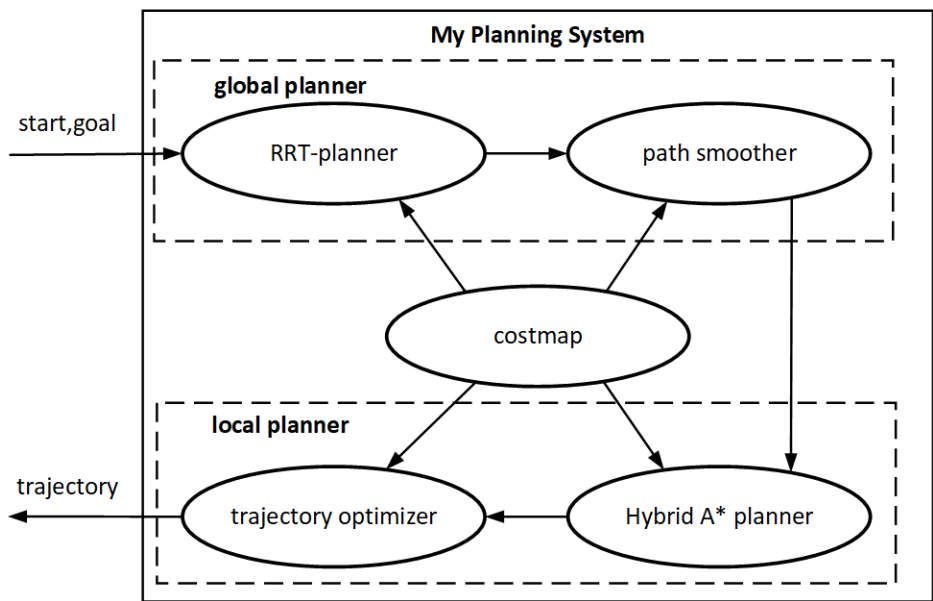 My Planning System
global planner
start,goal
RRT-planner
path smoother
costmap
local planner
trajectory
trajectory optimizer
Hybrid A* planner